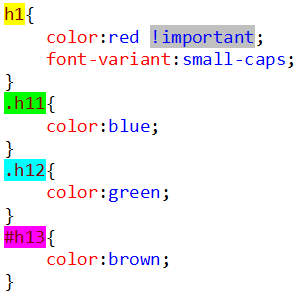 h1{
    color:red !important;
    font-variant:small-caps;
}
.h11{
    color:blue;
}
.h12{
    color:green;
}
#h13{
    color:brown;
}